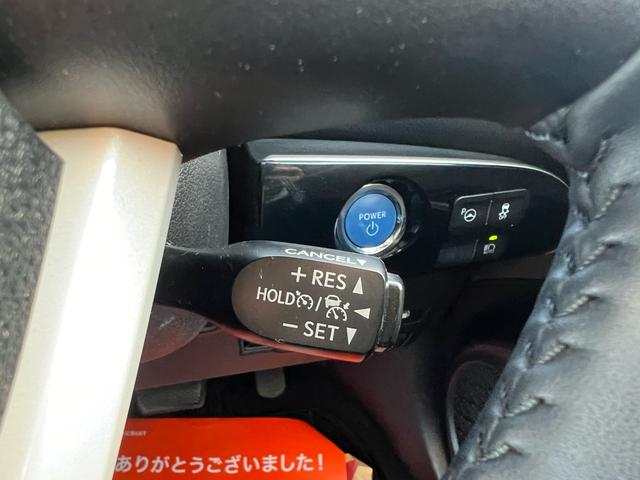 POWER
P
CANCEL▼
+ RES ▲
HOLD / ◀
− SET ▼
ありがとうございました！